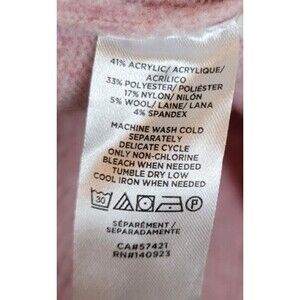 41% ACRYLIC/ ACRYLIQUE/
ACRÍLICO
33% POLYESTER/ POLIÉSTER
17% NYLON/ NILÓN
5% WOOL/ LAINE/ LANA
4% SPANDEX
MACHINE WASH COLD
SEPARATELY
DELICATE CYCLE
ONLY NON-CHLORINE
BLEACH WHEN NEEDED
TUMBLE DRY LOW
COOL IRON WHEN NEEDED
30 P
SÉPARÉMENT /
SEPARADAMENTE
CA#57421
RN#140923